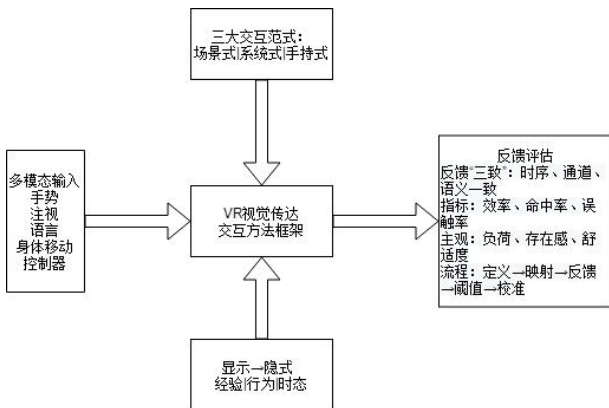 三大交互范式：
场景式|系统式|手持式
多模态输入
手势
注视
语言
身体移动
控制器
VR视觉传达
交互方法框架
反馈评估
反馈“三致”：时序、通道、
语义一致
指标：效率、命中率、误
触率
主观：负荷、存在感、舒
适度
流程：定义→映射→反馈
→阈值→校准
显示→隐式
经验|行为|时态